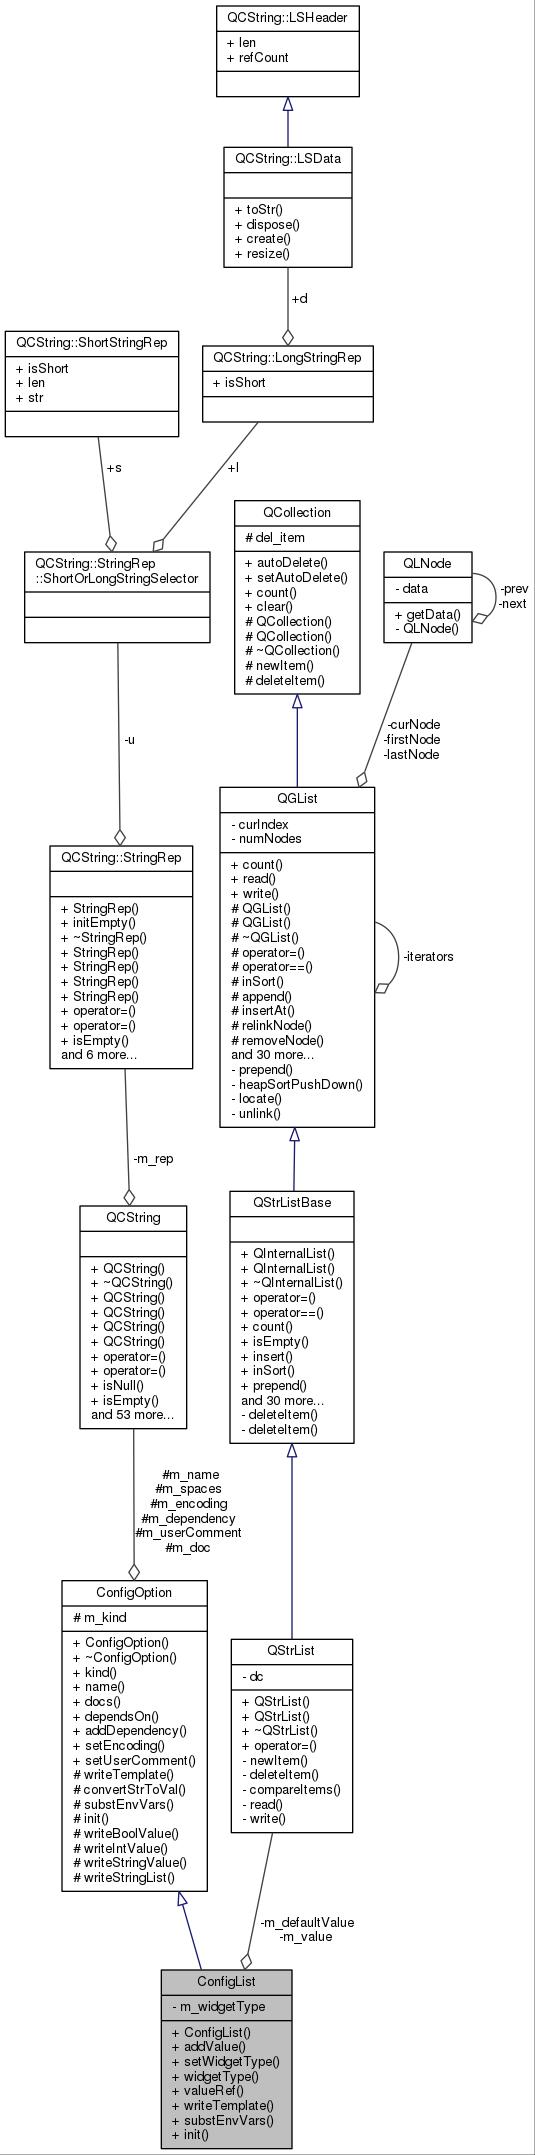 QCString::LSHeader
+ len
+ refCount
QCString::LSData
+ toStr()
+ dispose()
+ create()
+ resize()
+d
QCString::ShortStringRep
+ isShort
+ len
+ str
QCString::LongStringRep
+ isShort
+s
+l
QCString::StringRep
::ShortOrLongStringSelector
QCollection
# del_item
+ autoDelete()
+ setAutoDelete()
+ count()
+ clear()
# QCollection()
# QCollection()
# ~QCollection()
# newItem()
# deleteItem()
QLNode
- data
+ getData()
- QLNode()
-prev
-next
-u
-curNode
-firstNode
-lastNode
QGList
- curIndex
- numNodes
+ count()
+ read()
+ write()
# QGList()
# QGList()
# ~QGList()
# operator=()
# operator==()
# inSort()
# append()
# insertAt()
# relinkNode()
# removeNode()
and 30 more...
- prepend()
- heapSortPushDown()
- locate()
- unlink()
-iterators
QCString::StringRep
+ StringRep()
+ initEmpty()
+ ~StringRep()
+ StringRep()
+ StringRep()
+ StringRep()
+ StringRep()
+ operator=()
+ operator=()
+ isEmpty()
and 6 more...
-m_rep
QCString
+ QCString()
+ ~QCString()
+ QCString()
+ QCString()
+ QCString()
+ QCString()
+ operator=()
+ operator=()
+ isNull()
+ isEmpty()
and 53 more...
QStrListBase
+ QInternalList()
+ QInternalList()
+ ~QInternalList()
+ operator=()
+ operator==()
+ count()
+ isEmpty()
+ insert()
+ inSort()
+ prepend()
and 30 more...
- deleteItem()
- deleteItem()
#m_name
#m_spaces
#m_encoding
#m_dependency
#m_userComment
#m_doc
ConfigOption
# m_kind
+ ConfigOption()
+ ~ConfigOption()
+ kind()
+ name()
+ docs()
+ dependsOn()
+ addDependency()
+ setEncoding()
+ setUserComment()
# writeTemplate()
# convertStrToVal()
# substEnvVars()
# init()
# writeBoolValue()
# writeIntValue()
# writeStringValue()
# writeStringList()
QStrList
- dc
+ QStrList()
+ QStrList()
+ ~QStrList()
+ operator=()
- newItem()
- deleteItem()
- compareItems()
- read()
- write()
-m_defaultValue
-m_value
ConfigList
- m_widgetType
+ ConfigList()
+ addValue()
+ setWidgetType()
+ widgetType()
+ valueRef()
+ writeTemplate()
+ substEnvVars()
+ init()